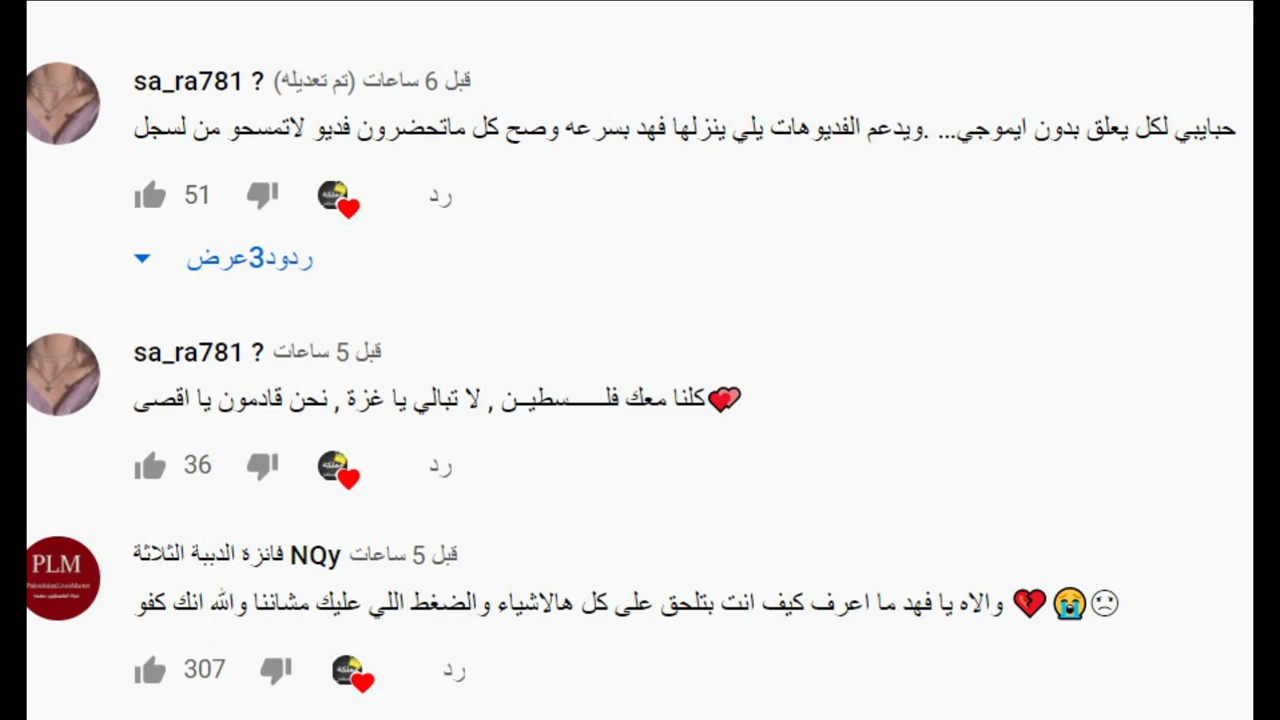 sa_ra781 ? قبل 6 ساعات (تم تعديله)
حبايبي لكل يعلق بدون ايموجي... .ويدعم الفديوهات يلي ينزلها فهد بسرعه وصح كل ماتحضرون فديو لاتمسحو من لسجل
51 رد
ردود3عرض
sa_ra781 ? قبل 5 ساعات
💞كلنا معك فلـــــسطيـن , لا تبالي يا غزة , نحن قادمون يا اقصى
36 رد
PLM
فائزة الدببة الثلاثة NQy قبل 5 ساعات
والاه يا فهد ما اعرف كيف انت بتلحق على كل هالاشياء والضغط اللي عليك مشاننا والله انك كفو 💔😭☹
307 رد